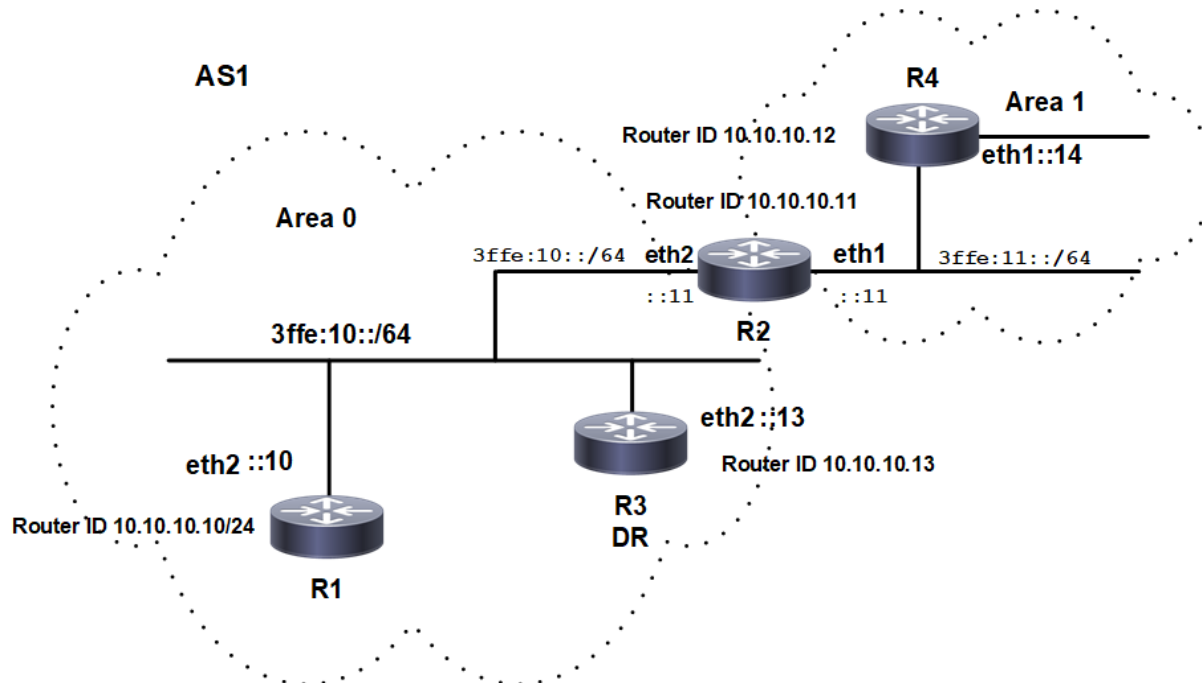 AS1
R4
Area 1
Router ID 10.10.10.12
eth1::14
Router ID 10.10.10.11
Area 0
3ffe:10::/64
eth2
eth1
3ffe:11::/64
::11
::11
R2
3ffe:10::/64
eth2 ::13
eth2 ::10
Router ID 10.10.10.13
R3
DR
Router ID 10.10.10.10/24
R1